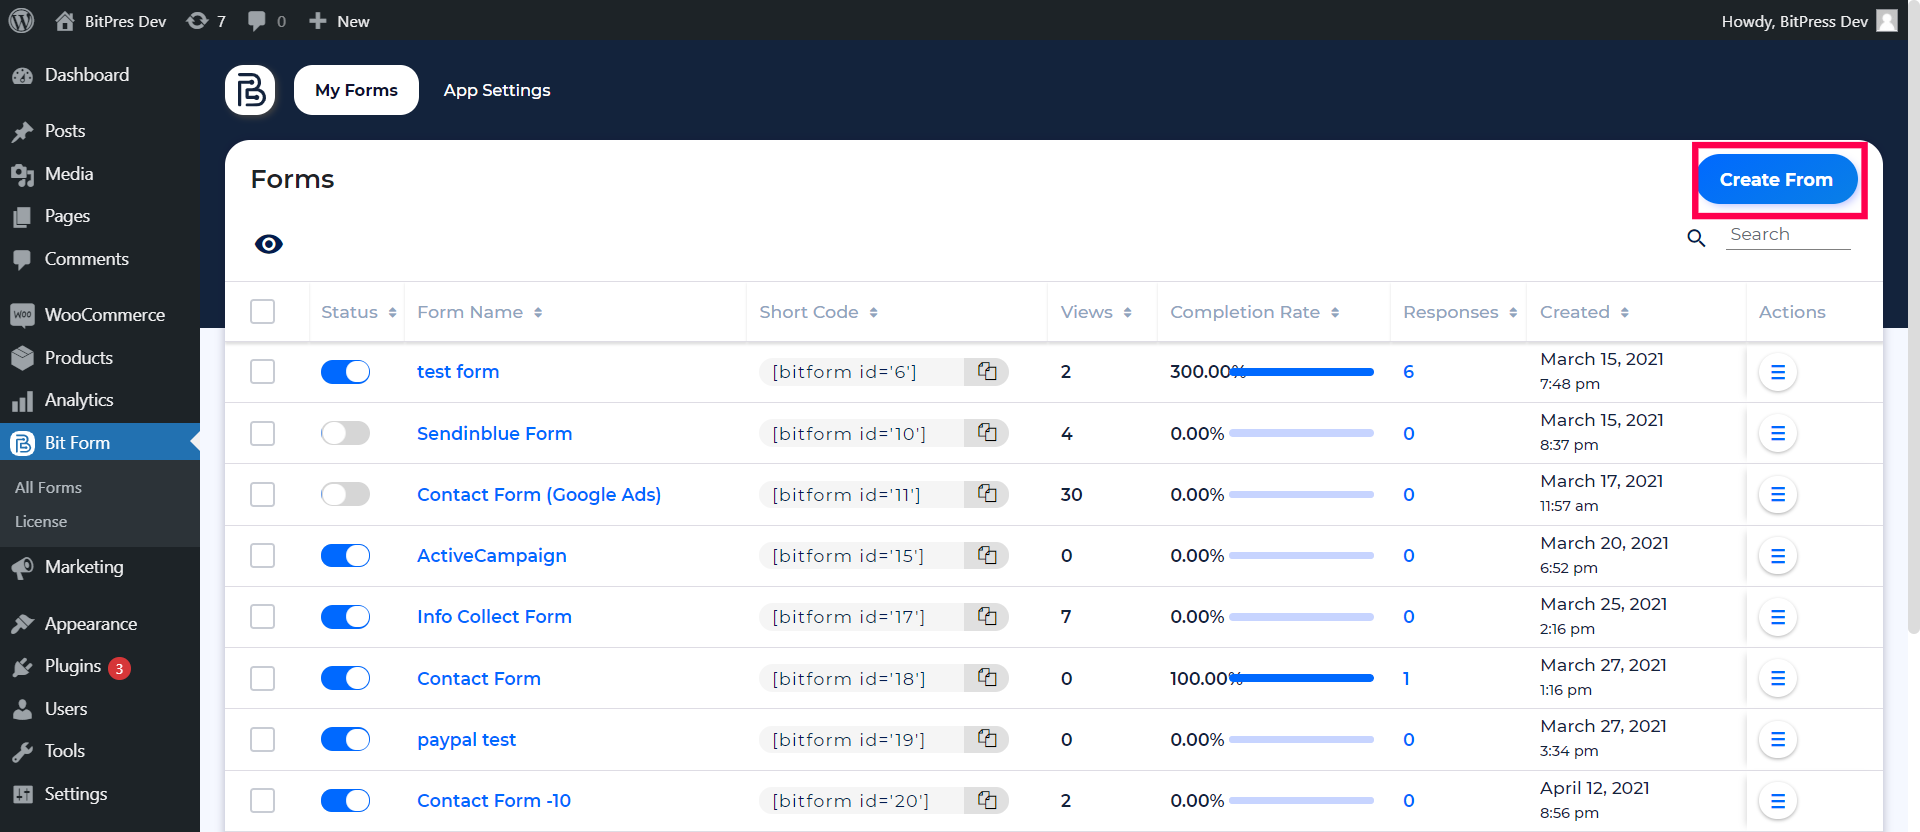 BitPres Dev 7 0 New Howdy, BitPress Dev
Dashboard
Posts
Media
Pages
Comments
WooCommerce
Products
Analytics
Bit Form
All Forms
License
Marketing
Appearance
Plugins 3
Users
Tools
Settings
My Forms App Settings
Forms
Create From
Search
Status Form Name Short Code Views Completion Rate Responses Created Actions
test form [bitform id='6'] 2 300.00% 6 March 15, 2021
7:48 pm
Sendinblue Form [bitform id='10'] 4 0.00% 0 March 15, 2021
8:37 pm
Contact Form (Google Ads) [bitform id='11'] 30 0.00% 0 March 17, 2021
11:57 am
ActiveCampaign [bitform id='15'] 0 0.00% 0 March 20, 2021
6:52 pm
Info Collect Form [bitform id='17'] 7 0.00% 0 March 25, 2021
2:16 pm
Contact Form [bitform id='18'] 0 100.00% 1 March 27, 2021
1:16 pm
paypal test [bitform id='19'] 0 0.00% 0 March 27, 2021
3:34 pm
Contact Form -10 [bitform id='20'] 2 0.00% 0 April 12, 2021
8:56 pm